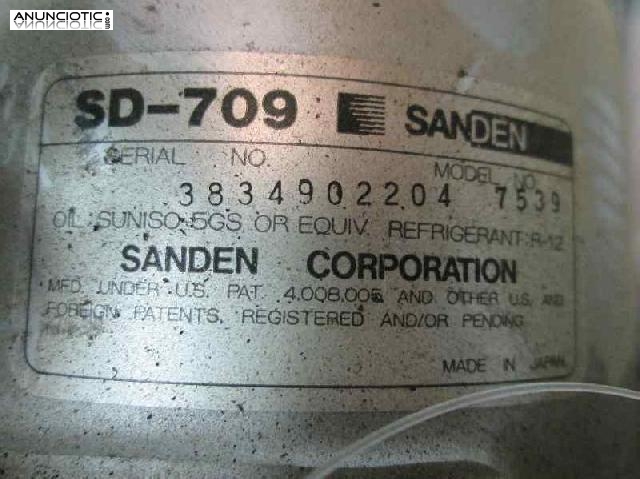 ANUNCIOTIC.com
SD-709 SANDEN
SERIAL NO. MODEL NO.
3834902204 7539
OIL: SUNISO 5GS OR EQUIV. REFRIGERANT: R-12
SANDEN CORPORATION
MFD. UNDER U.S. PAT. 4.008.005 AND OTHER U.S. AND
FOREIGN PATENTS, REGISTERED AND/OR PENDING
MADE IN JAPAN